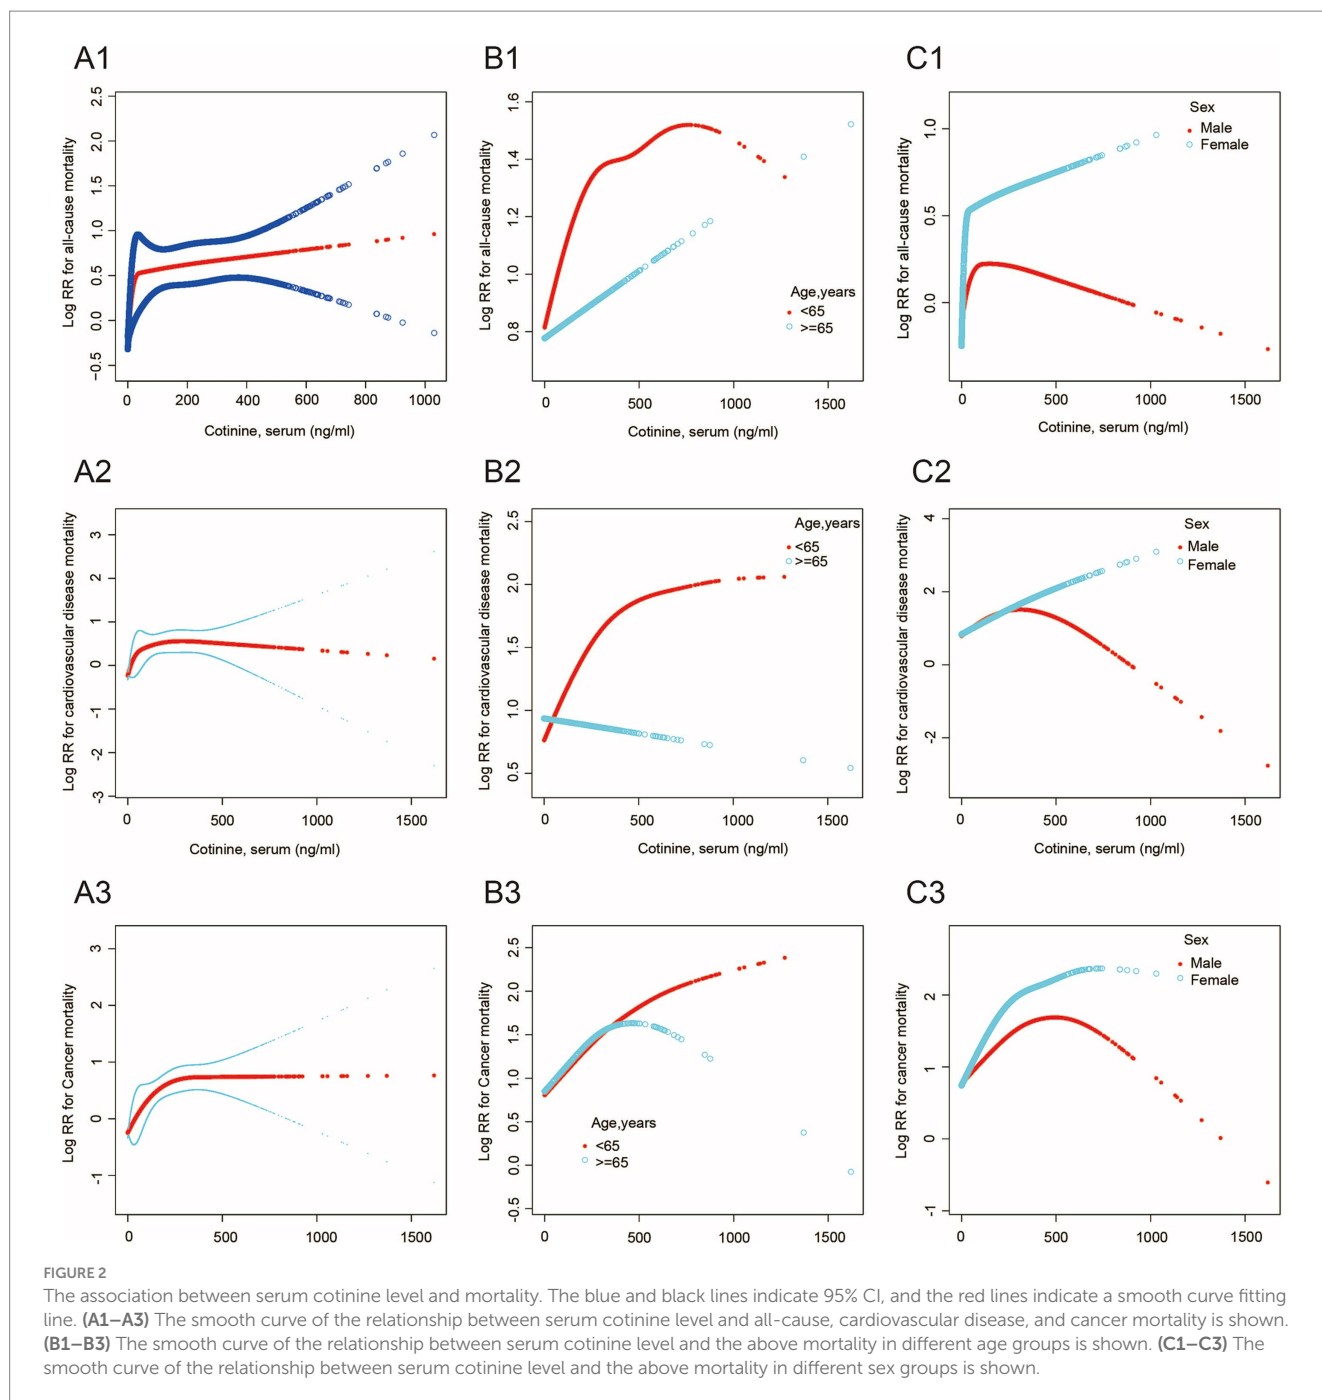 A1
Log RR for all-cause mortality
2.5
2.0
1.5
1.0
0.5
0.0
−0.5
0 200 400 600 800 1000
Cotinine, serum (ng/ml)
B1
Log RR for all-cause mortality
1.6
1.4
1.2
1.0
0.8
Age,years
<65
>=65
0 500 1000 1500
Cotinine, serum (ng/ml)
C1
Log RR for all-cause mortality
1.0
0.5
0.0
Sex
Male
Female
0 500 1000 1500
Cotinine, serum (ng/ml)
A2
Log RR for cardiovascular disease mortality
3
2
1
0
-1
-2
-3
0 500 1000 1500
Cotinine, serum (ng/ml)
B2
Log RR for cardiovascular disease mortality
2.5
2.0
1.5
1.0
0.5
Age,years
<65
>=65
0 500 1000 1500
Cotinine, serum (ng/ml)
C2
Log RR for cardiovascular disease mortality
4
2
0
-2
Sex
Male
Female
0 500 1000 1500
Cotinine, serum (ng/ml)
A3
Log RR for Cancer mortality
3
2
1
0
-1
0 500 1000 1500
B3
Log RR for Cancer mortality
2.5
2.0
1.5
1.0
0.5
0.0
-0.5
Age,years
<65
>=65
0 500 1000 1500
C3
Log RR for cancer mortality
2
1
0
-1
Sex
Male
Female
0 500 1000 1500
FIGURE 2
The association between serum cotinine level and mortality. The blue and black lines indicate 95% CI, and the red lines indicate a smooth curve fitting
line. (A1–A3) The smooth curve of the relationship between serum cotinine level and all-cause, cardiovascular disease, and cancer mortality is shown.
(B1–B3) The smooth curve of the relationship between serum cotinine level and the above mortality in different age groups is shown. (C1–C3) The
smooth curve of the relationship between serum cotinine level and the above mortality in different sex groups is shown.